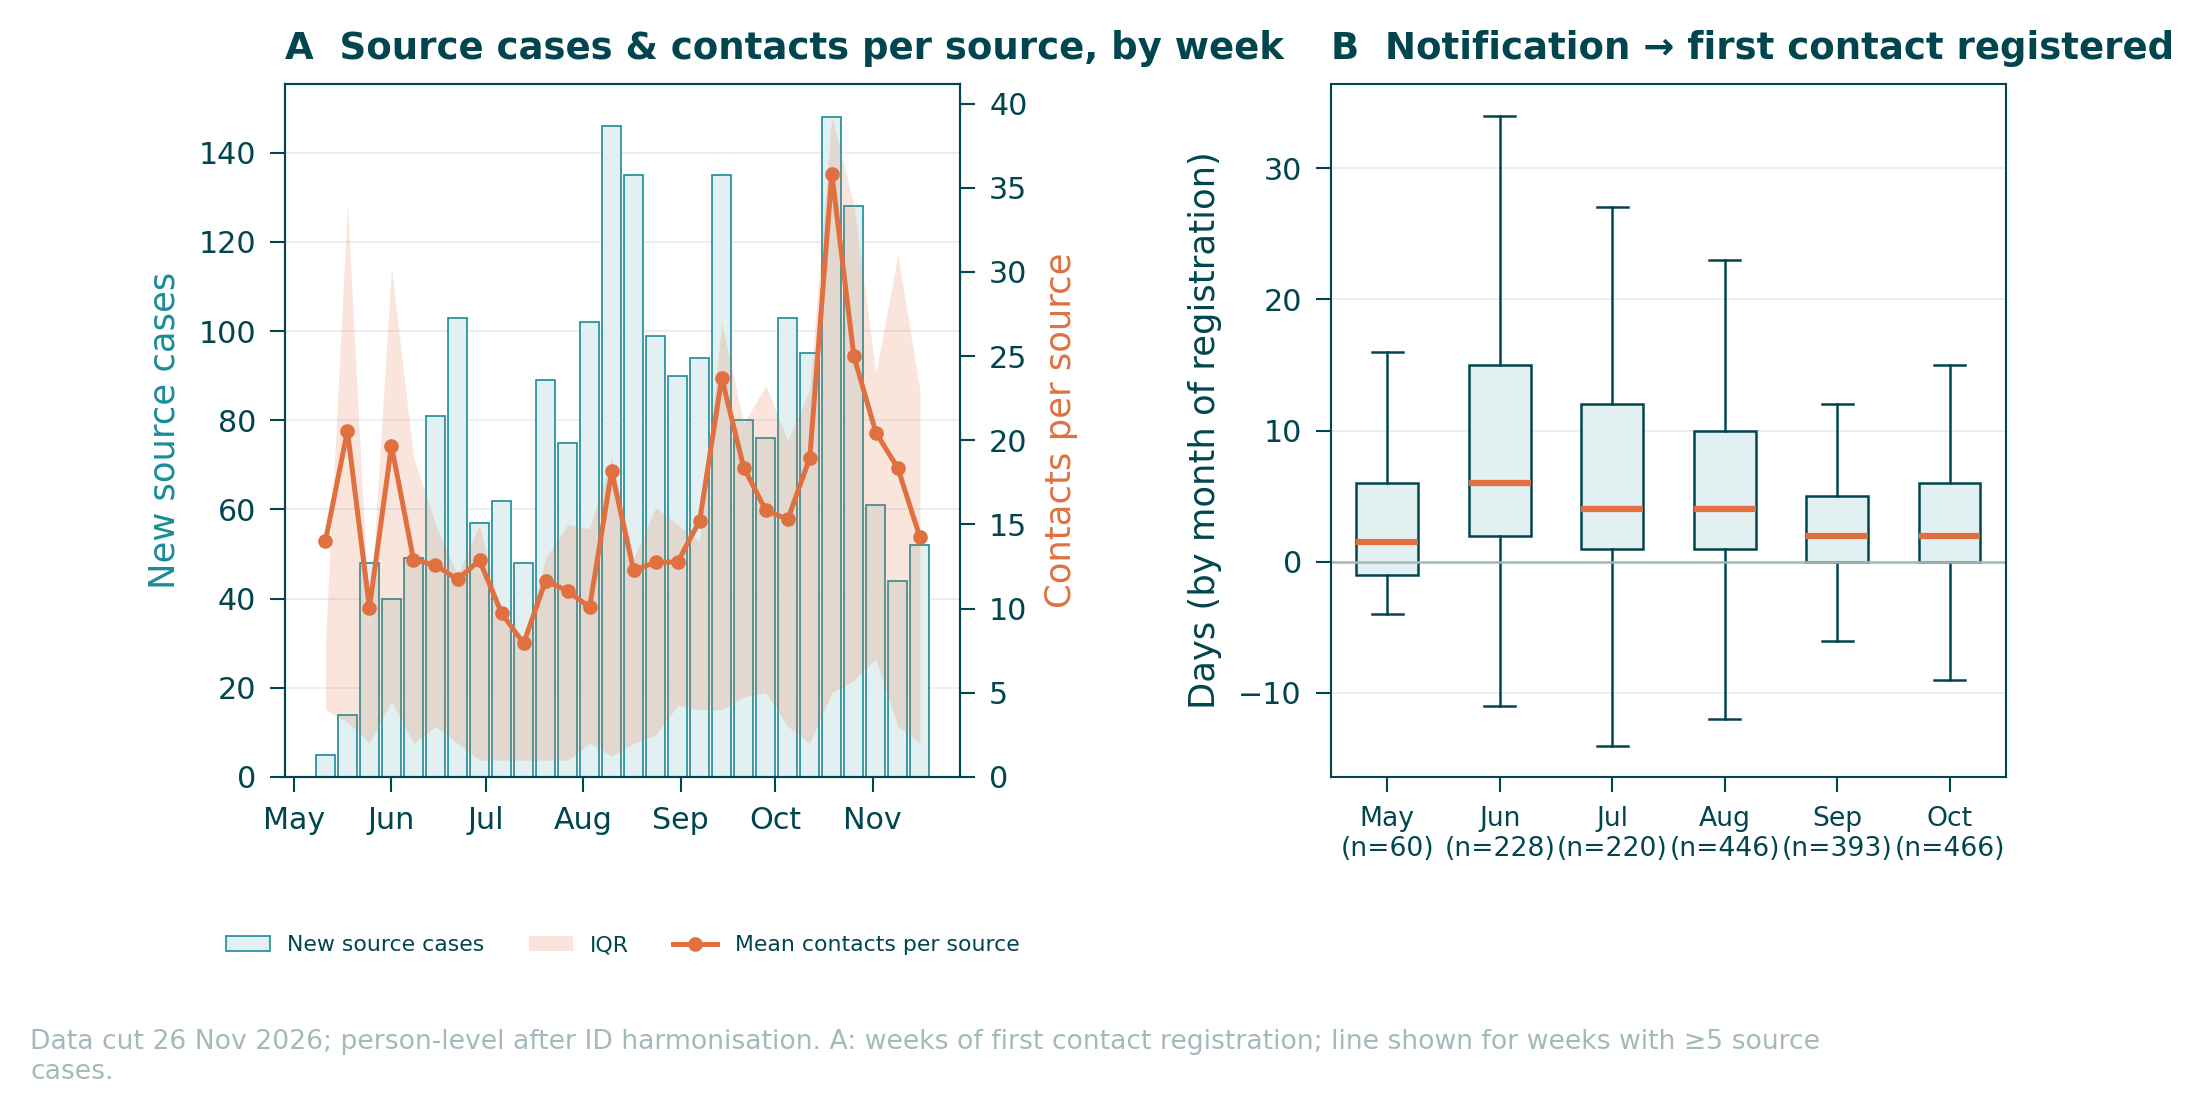 A  Source cases & contacts per source, by week
New source cases
0
20
40
60
80
100
120
140
0
5
10
15
20
25
30
35
40
Contacts per source
May
Jun
Jul
Aug
Sep
Oct
Nov
New source cases
IQR
Mean contacts per source
B  Notification → first contact registered
Days (by month of registration)
−10
0
10
20
30
May
(n=60)
Jun
(n=228)
Jul
(n=220)
Aug
(n=446)
Sep
(n=393)
Oct
(n=466)
Data cut 26 Nov 2026; person-level after ID harmonisation. A: weeks of first contact registration; line shown for weeks with ≥5 source
cases.